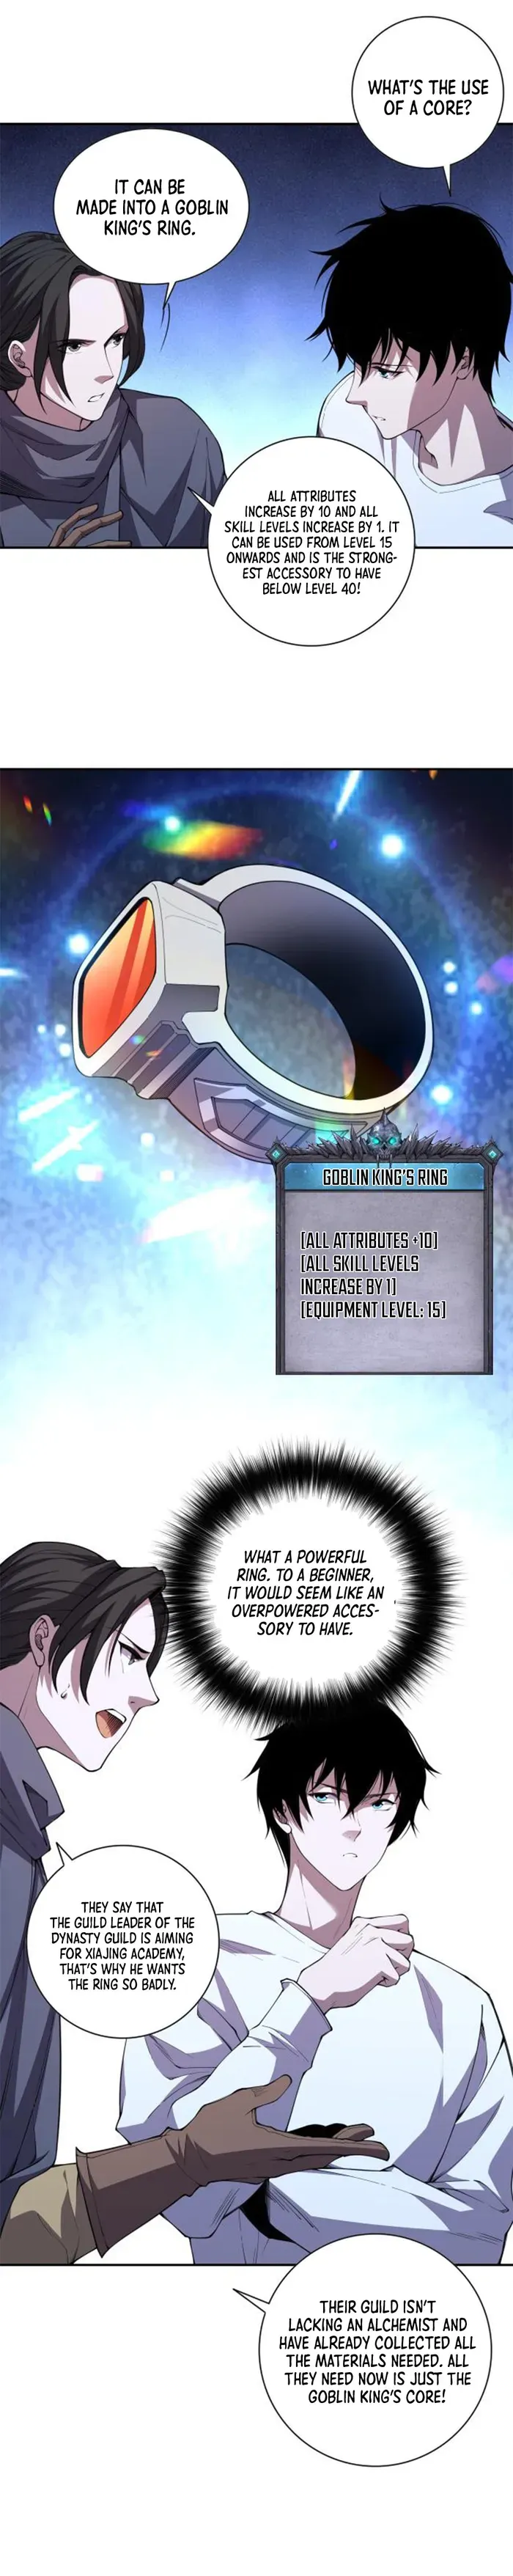 WHAT'S THE USE
OF A CORE?
IT CAN BE
MADE INTO A GOBLIN
KING'S RING.
ALL ATTRIBUTES
INCREASE BY 10 AND ALL
SKILL LEVELS INCREASE BY 1. IT
CAN BE USED FROM LEVEL 15
ONWARDS AND IS THE STRONG-
EST ACCESSORY TO HAVE
BELOW LEVEL 40!
GOBLIN KING'S RING
[ALL ATTRIBUTES +10]
[ALL SKILL LEVELS
INCREASE BY 1]
[EQUIPMENT LEVEL: 15]
WHAT A POWERFUL
RING. TO A BEGINNER,
IT WOULD SEEM LIKE AN
OVERPOWERED ACCES-
SORY TO HAVE.
THEY SAY THAT
THE GUILD LEADER OF THE
DYNASTY GUILD IS AIMING
FOR XIAJING ACADEMY,
THAT'S WHY HE WANTS
THE RING SO BADLY.
THEIR GUILD ISN'T
LACKING AN ALCHEMIST AND
HAVE ALREADY COLLECTED ALL
THE MATERIALS NEEDED. ALL
THEY NEED NOW IS JUST THE
GOBLIN KING'S CORE!